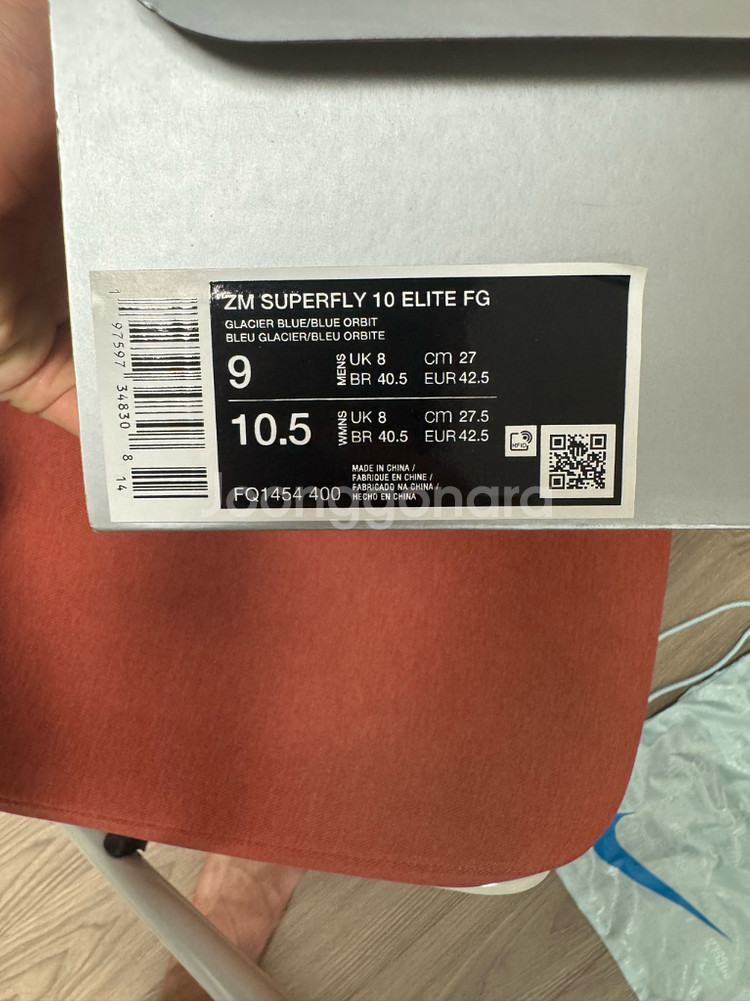 ZM SUPERFLY 10 ELITE FG
GLACIER BLUE/BLUE ORBIT
BLEU GLACIER/BLEU ORBITE
9 MENS UK 8 CM 27
BR 40.5 EUR 42.5
10.5 WMNS UK 8 CM 27.5
BR 40.5 EUR 42.5
MADE IN CHINA /
FABRIQUE EN CHINE /
FABRICADO NA CHINA /
HECHO EN CHINA
FQ1454 400
1 97597 34830 8 14
Joonggonara